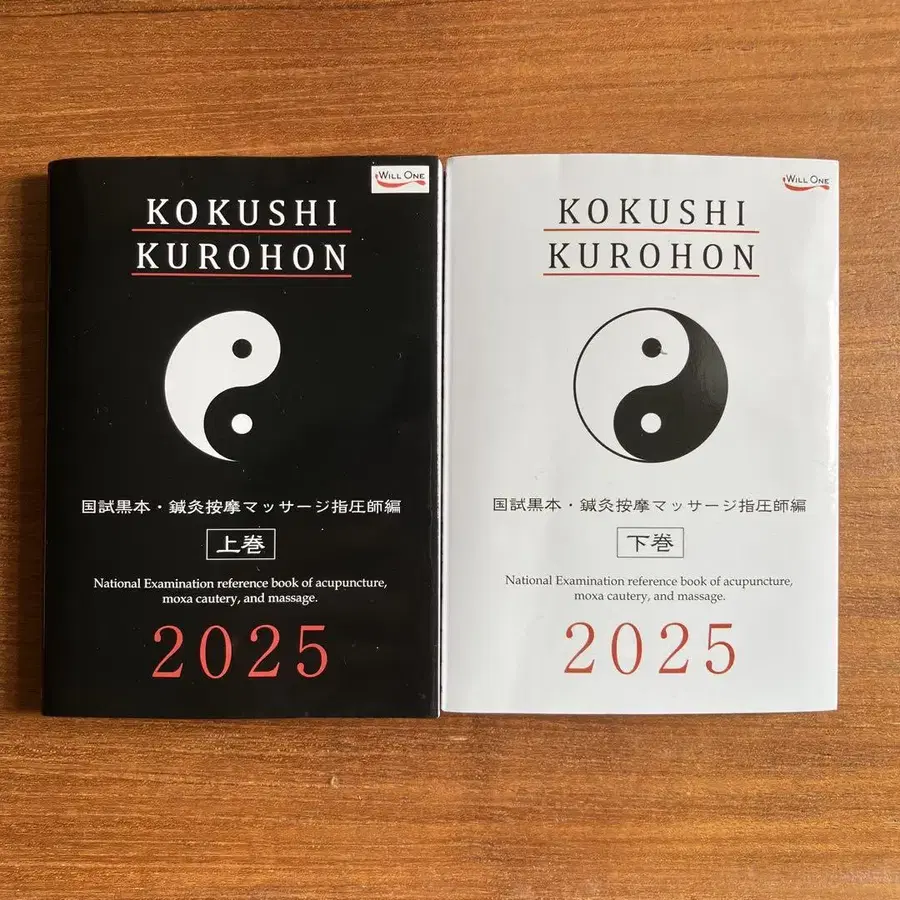 WILL ONE
KOKUSHI
KUROHON
国試黒本・鍼灸按摩マッサージ指圧師編
上巻
National Examination reference book of acupuncture,
moxa cautery, and massage.
2025
WILL ONE
KOKUSHI
KUROHON
国試黒本・鍼灸按摩マッサージ指圧師編
下巻
National Examination reference book of acupuncture,
moxa cautery, and massage.
2025